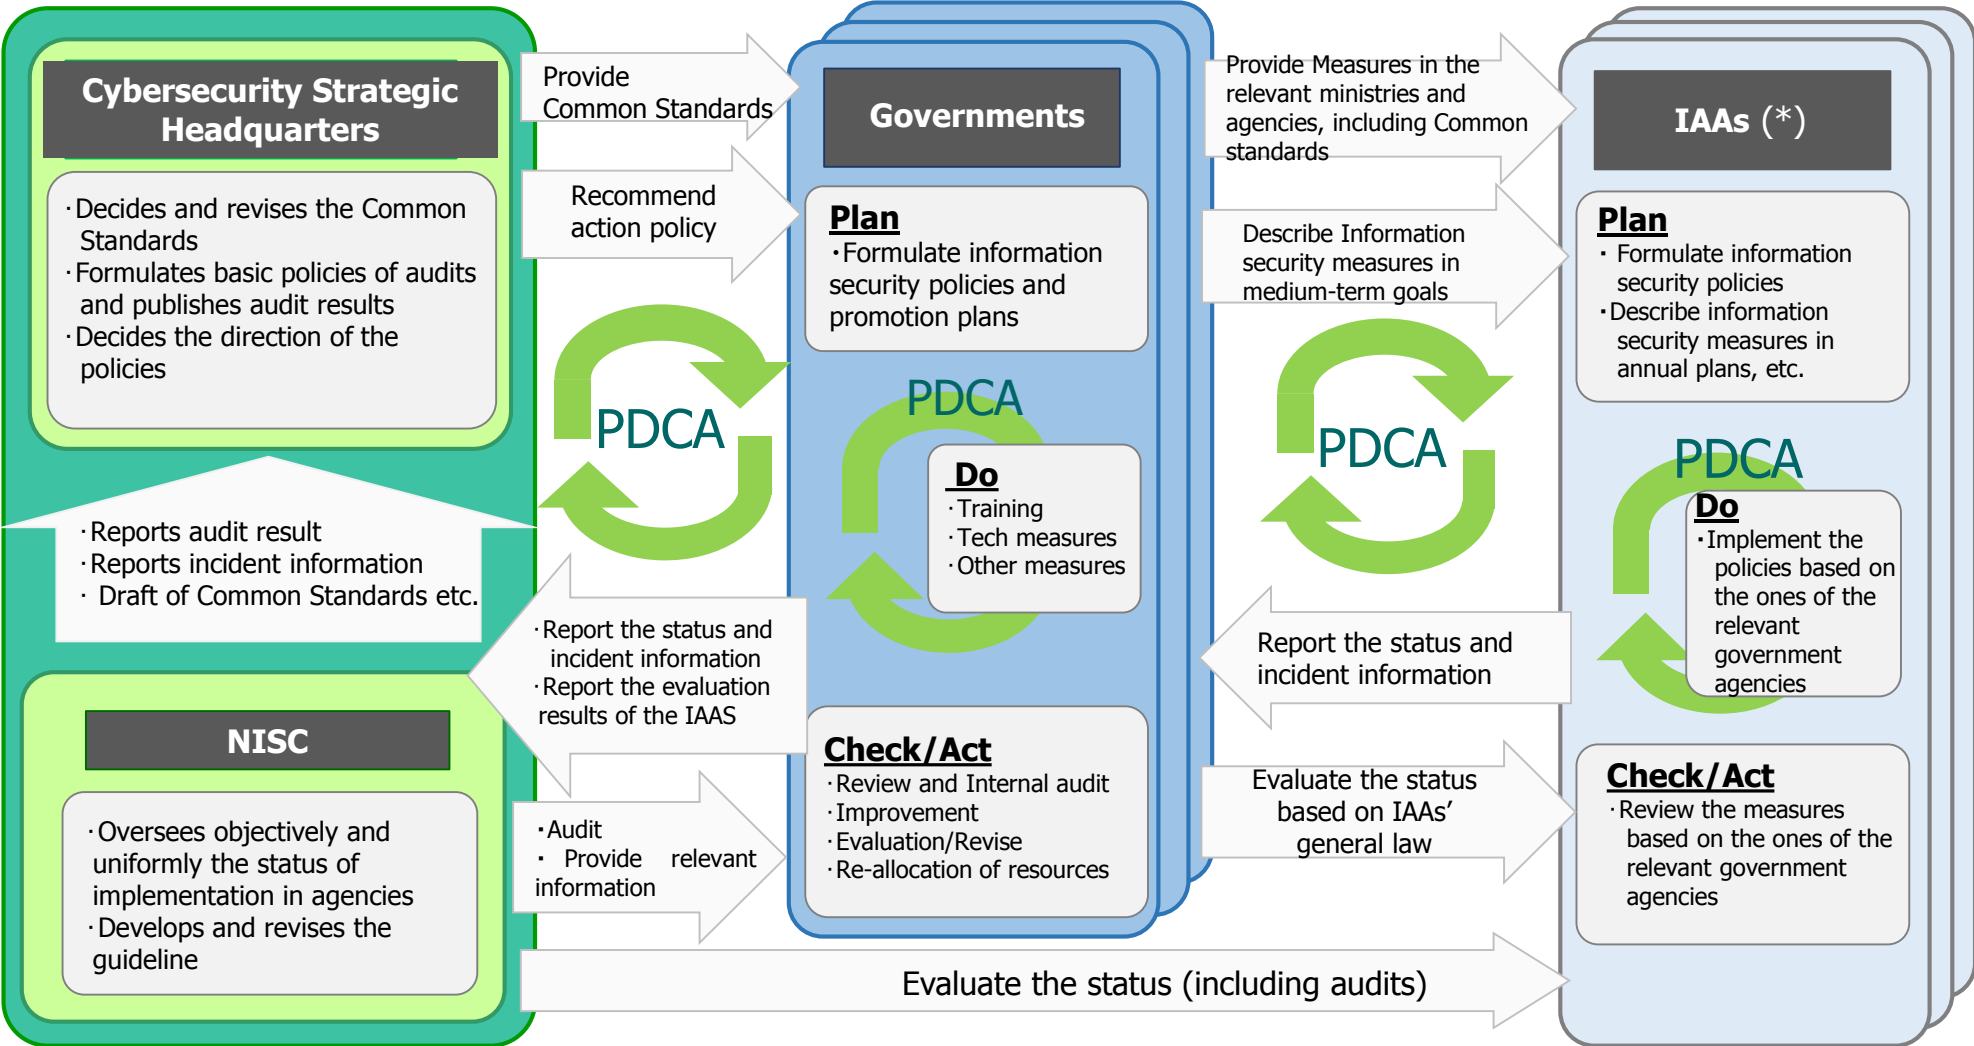 Cybersecurity Strategic
Headquarters
·Decides and revises the Common
Standards
·Formulates basic policies of audits
and publishes audit results
·Decides the direction of the
policies
·Reports audit result
·Reports incident information
· Draft of Common Standards etc.
NISC
·Oversees objectively and
uniformly the status of
implementation in agencies
·Develops and revises the
guideline
Provide
Common Standards
Recommend
action policy
PDCA
·Report the status and
incident information
·Report the evaluation
results of the IAAS
·Audit
· Provide relevant
information
Governments
Plan
·Formulate information
security policies and
promotion plans
PDCA
Do
·Training
·Tech measures
·Other measures
Check/Act
·Review and Internal audit
·Improvement
·Evaluation/Revise
·Re-allocation of resources
Provide Measures in the
relevant ministries and
agencies, including Common
standards
Describe Information
security measures in
medium-term goals
PDCA
Report the status and
incident information
Evaluate the status
based on IAAs’
general law
Evaluate the status (including audits)
IAAs (*)
Plan
· Formulate information
security policies
·Describe information
security measures in
annual plans, etc.
PDCA
Do
·Implement the
policies based on
the ones of the
relevant
government
agencies
Check/Act
·Review the measures
based on the ones of the
relevant government
agencies